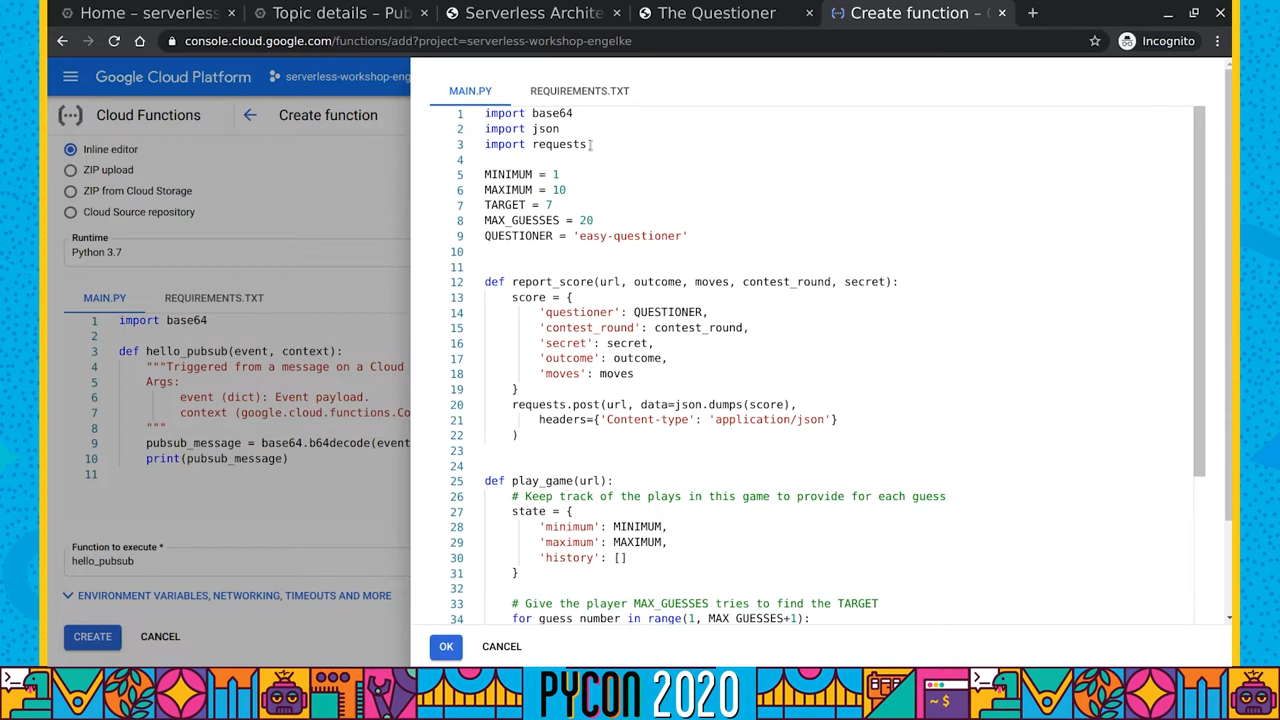 Home – serverless
Topic details – Pub
Serverless Archite
The Questioner
Create function –
console.cloud.google.com/functions/add?project=serverless-workshop-engelke
Incognito
Google Cloud Platform
serverless-workshop-eng
Cloud Functions
Create function
Inline editor
ZIP upload
ZIP from Cloud Storage
Cloud Source repository
Runtime
Python 3.7
MAIN.PY
REQUIREMENTS.TXT
1 import base64
2
3 def hello_pubsub(event, context):
4 """Triggered from a message on a Cloud
5 Args:
6 event (dict): Event payload.
7 context (google.cloud.functions.Co
8 """
9 pubsub_message = base64.b64decode(event
10 print(pubsub_message)
11
Function to execute *
hello_pubsub
ENVIRONMENT VARIABLES, NETWORKING, TIMEOUTS AND MORE
CREATE
CANCEL
MAIN.PY
REQUIREMENTS.TXT
1 import base64
2 import json
3 import requests
4
5 MINIMUM = 1
6 MAXIMUM = 10
7 TARGET = 7
8 MAX_GUESSES = 20
9 QUESTIONER = 'easy-questioner'
10
11
12 def report_score(url, outcome, moves, contest_round, secret):
13 score = {
14 'questioner': QUESTIONER,
15 'contest_round': contest_round,
16 'secret': secret,
17 'outcome': outcome,
18 'moves': moves
19 }
20 requests.post(url, data=json.dumps(score),
21 headers={'Content-type': 'application/json'}
22 )
23
24
25 def play_game(url):
26 # Keep track of the plays in this game to provide for each guess
27 state = {
28 'minimum': MINIMUM,
29 'maximum': MAXIMUM,
30 'history': []
31 }
32
33 # Give the player MAX_GUESSES tries to find the TARGET
34 for guess_number in range(1, MAX_GUESSES+1):
OK
CANCEL
PYCON 2020
~$